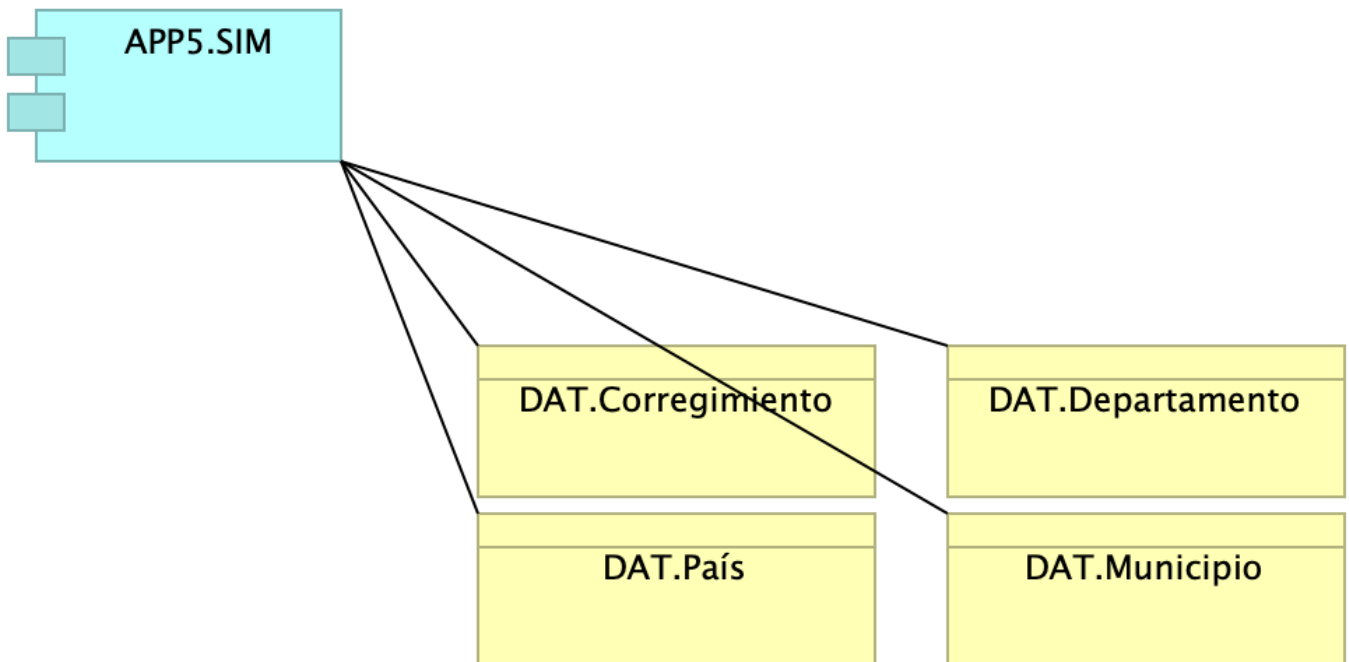 APP5.SIM
DAT.Corregimiento
DAT.Departamento
DAT.País
DAT.Municipio